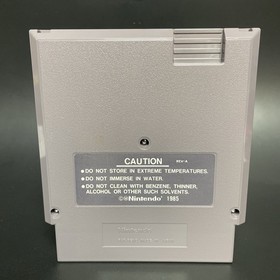 CAUTION REV-A
●DO NOT STORE IN EXTREME TEMPERATURES.
●DO NOT IMMERSE IN WATER.
●DO NOT CLEAN WITH BENZENE, THINNER,
ALCOHOL OR OTHER SUCH SOLVENTS.
©®Nintendo® 1985